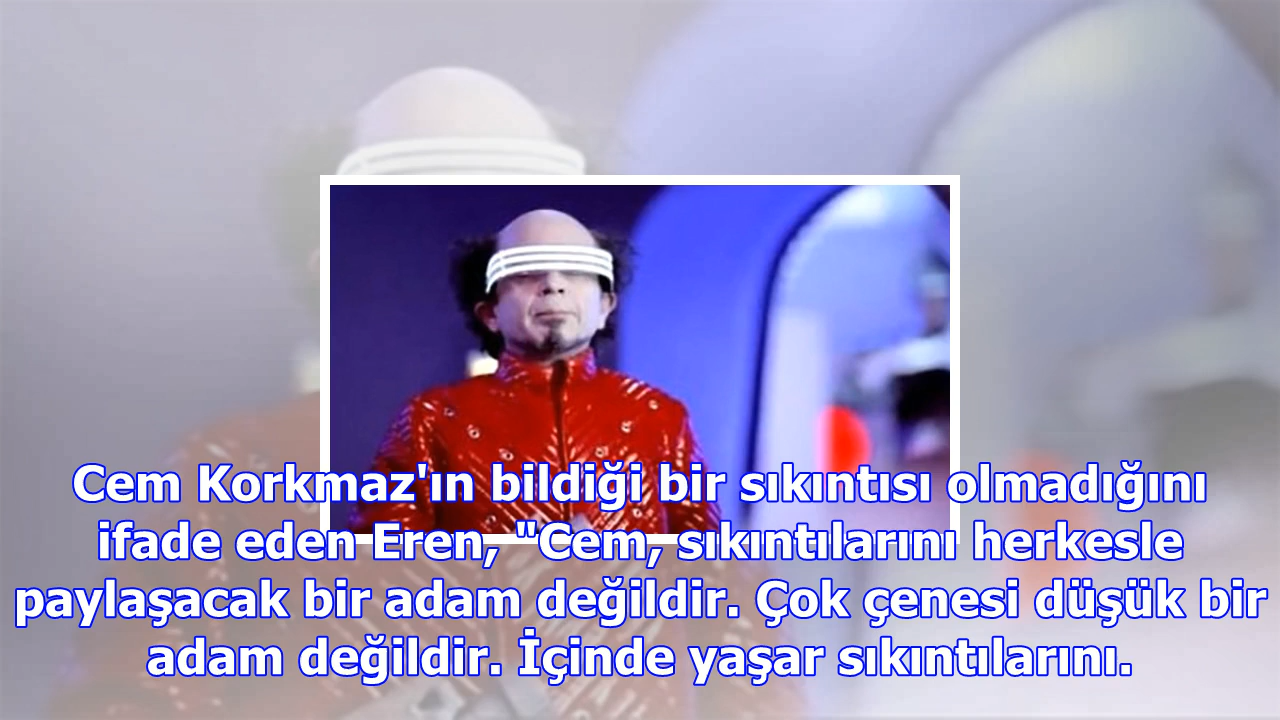 Cem Korkmaz'ın bildiği bir sıkıntısı olmadığını
ifade eden Eren, "Cem, sıkıntılarını herkesle
paylaşacak bir adam değildir. Çok çenesi düşük bir
adam değildir. İçinde yaşar sıkıntılarını.